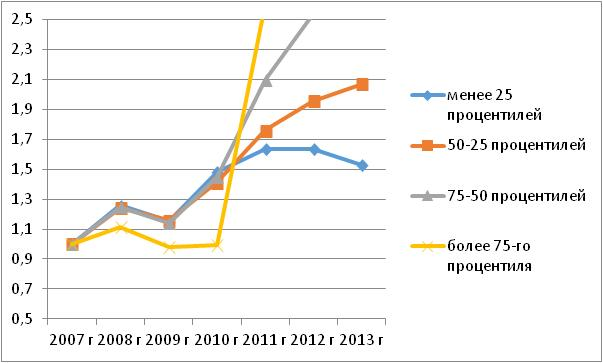 2,5
2,3
2,1
1,9
1,7
1,5
1,3
1,1
0,9
0,7
0,5
2007 г 2008 г 2009 г 2010 г 2011 г 2012 г 2013 г
менее 25
процентилей
50-25 процентилей
75-50 процентилей
более 75-го
процентиля